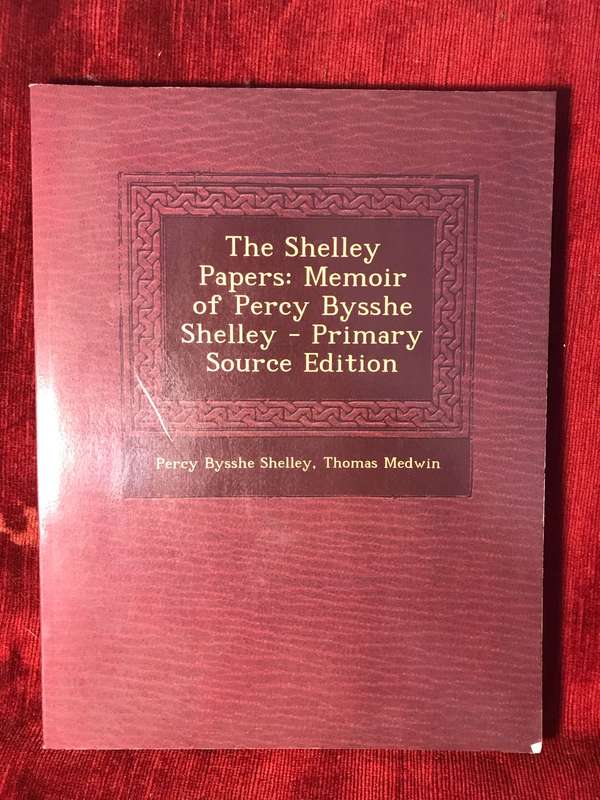 The Shelley
Papers: Memoir
of Percy Bysshe
Shelley - Primary
Source Edition
Percy Bysshe Shelley, Thomas Medwin